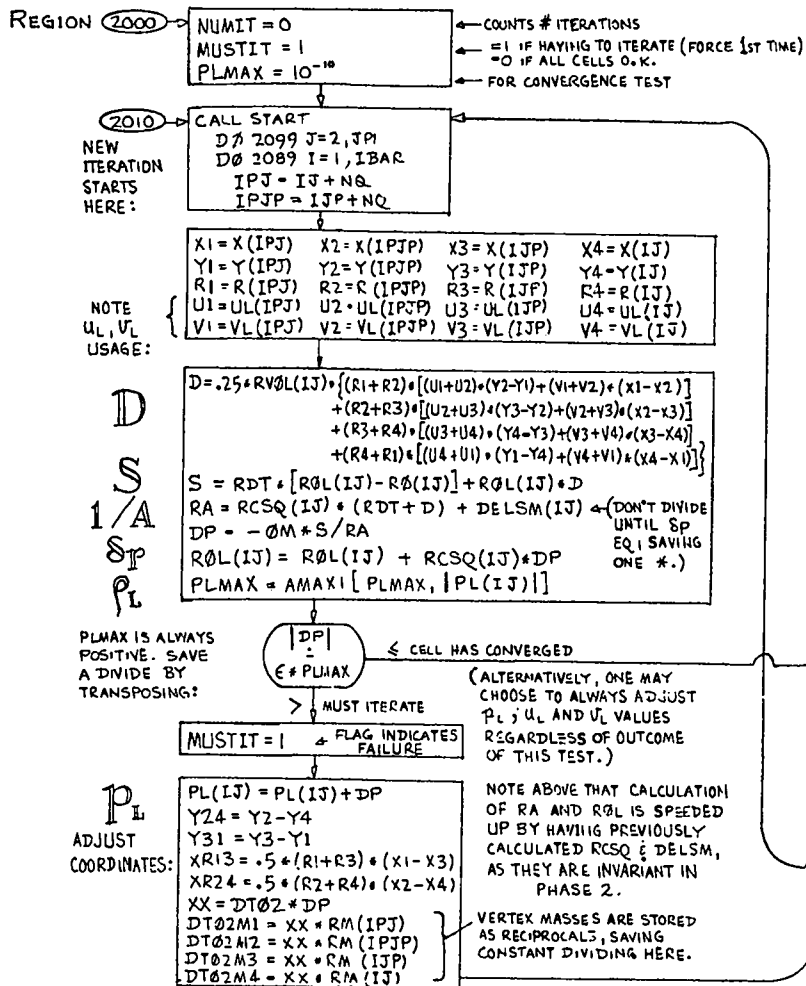 REGION 2000
NUMIT = 0
MUSTIT = 1
PLMAX = 10⁻¹⁰
COUNTS # ITERATIONS
=1 IF HAVING TO ITERATE (FORCE 1ST TIME)
=0 IF ALL CELLS O.K.
FOR CONVERGENCE TEST
2010
NEW
ITERATION
STARTS
HERE:
CALL START
DØ 2099 J=2,JP1
DØ 2089 I=1,IBAR
IPJ = IJ+NQ
IPJP = IJP+NQ
X1=X(IPJ) X2=X(IPJP) X3=X(IJP) X4=X(IJ)
Y1=Y(IPJ) Y2=Y(IPJP) Y3=Y(IJP) Y4=Y(IJ)
R1=R(IPJ) R2=R(IPJP) R3=R(IJP) R4=R(IJ)
U1=UL(IPJ) U2=UL(IPJP) U3=UL(IJP) U4=UL(IJ)
V1=VL(IPJ) V2=VL(IPJP) V3=VL(IJP) V4=VL(IJ)
NOTE
UL, VL
USAGE:
D
D=.25*RVØL(IJ)*{(R1+R2)*[(U1+U2)*(Y2-Y1)+(V1+V2)*(X1-X2)]
+(R2+R3)*[(U2+U3)*(Y3-Y2)+(V2+V3)*(X2-X3)]
+(R3+R4)*[(U3+U4)*(Y4-Y3)+(V3+V4)*(X3-X4)]
+(R4+R1)*[(U4+U1)*(Y1-Y4)+(V4+V1)*(X4-X1)]}
S
S = RDT*[RØL(IJ)-RØ(IJ)]+RØL(IJ)*D
1/A
RA = RCSQ(IJ)*(RDT+D) + DELSM(IJ)
(DON'T DIVIDE
UNTIL δp
EQ; SAVING
ONE *.)
δp
DP = -ØM*S/RA
ρL
RØL(IJ) = RØL(IJ) + RCSQ(IJ)*DP
PLMAX = AMAX1[PLMAX, |PL(IJ)|]
PLMAX IS ALWAYS
POSITIVE. SAVE
A DIVIDE BY
TRANSPOSING:
|DP|
÷
ϵ*PLMAX
≤ CELL HAS CONVERGED
> MUST ITERATE
(ALTERNATIVELY, ONE MAY
CHOOSE TO ALWAYS ADJUST
pL; UL AND VL VALUES
REGARDLESS OF OUTCOME
OF THIS TEST.)
MUSTIT=1
FLAG INDICATES
FAILURE
pL
ADJUST
COORDINATES:
PL(IJ) = PL(IJ)+DP
Y24 = Y2-Y4
Y31 = Y3-Y1
XR13 = .5*(R1+R3)*(X1-X3)
XR24 = .5*(R2+R4)*(X2-X4)
XX = DTO2*DP
DTO2M1 = XX*RM(IPJ)
DTO2M2 = XX*RM(IPJP)
DTO2M3 = XX*RM(IJP)
DTO2M4 = XX*RM(IJ)
NOTE ABOVE THAT CALCULATION
OF RA AND RØL IS SPEEDED
UP BY HAVING PREVIOUSLY
CALCULATED RCSQ & DELSM,
AS THEY ARE INVARIANT IN
PHASE 2.
VERTEX MASSES ARE STORED
AS RECIPROCALS, SAVING
CONSTANT DIVIDING HERE.